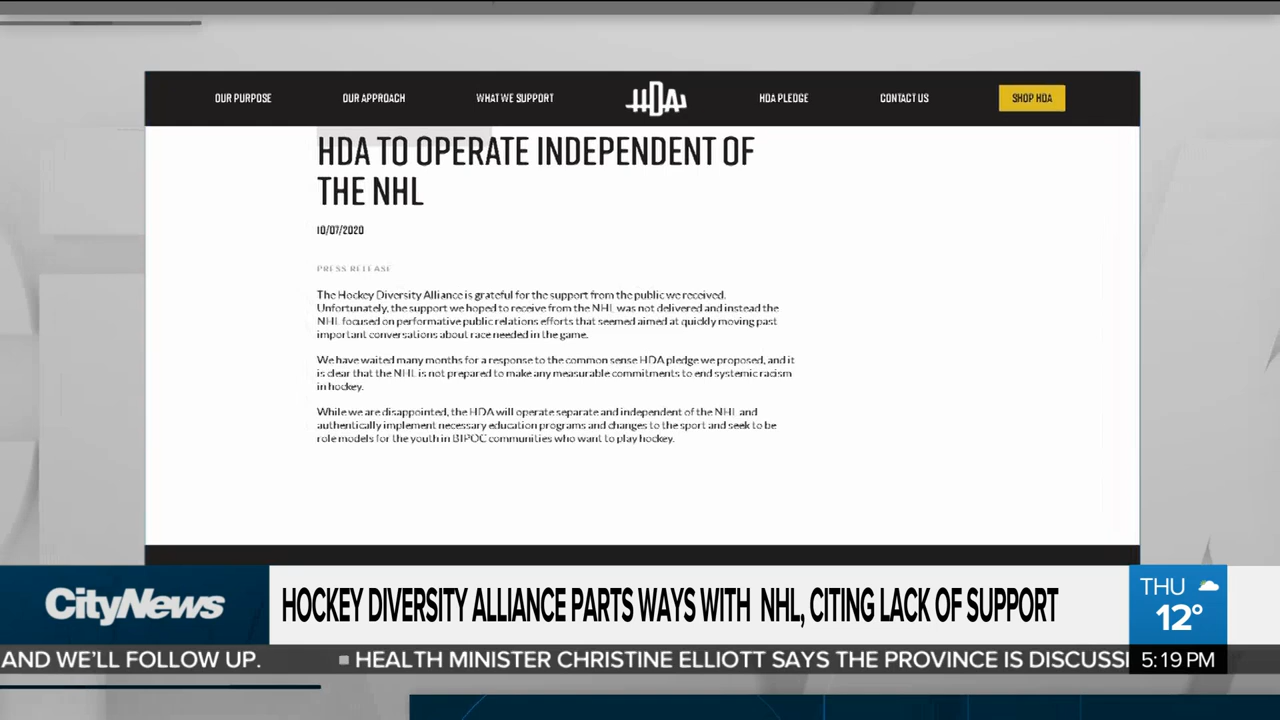 OUR PURPOSE
OUR APPROACH
WHAT WE SUPPORT
HDA
HDA PLEDGE
CONTACT US
SHOP HDA
HDA TO OPERATE INDEPENDENT OF
THE NHL
10/07/2020
PRESS RELEASE
The Hockey Diversity Alliance is grateful for the support from the public we received.
Unfortunately, the support we hoped to receive from the NHL was not delivered and instead the
NHL focused on performative public relations efforts that seemed aimed at quickly moving past
important conversations about race needed in the game.
We have waited many months for a response to the common sense HDA pledge we proposed, and it
is clear that the NHL is not prepared to make any measurable commitments to end systemic racism
in hockey.
While we are disappointed, the HDA will operate separate and independent of the NHL and
authentically implement necessary education programs and changes to the sport and seek to be
role models for the youth in BIPOC communities who want to play hockey.
CityNews
HOCKEY DIVERSITY ALLIANCE PARTS WAYS WITH NHL, CITING LACK OF SUPPORT
THU
12°
AND WE'LL FOLLOW UP.
HEALTH MINISTER CHRISTINE ELLIOTT SAYS THE PROVINCE IS DISCUSSI
5:19 PM